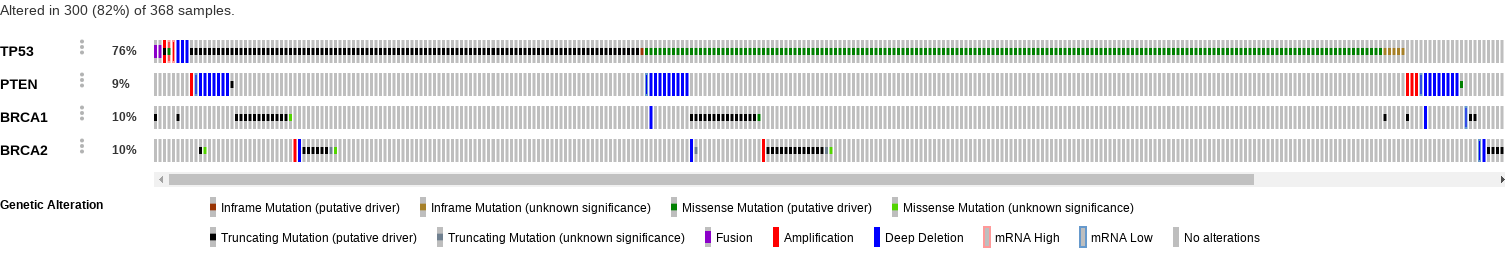 Altered in 300 (82%) of 368 samples.
TP53 76%
PTEN 9%
BRCA1 10%
BRCA2 10%
Genetic Alteration Inframe Mutation (putative driver) Inframe Mutation (unknown significance) Missense Mutation (putative driver) Missense Mutation (unknown significance)
Truncating Mutation (putative driver) Truncating Mutation (unknown significance) Fusion Amplification Deep Deletion mRNA High mRNA Low No alterations